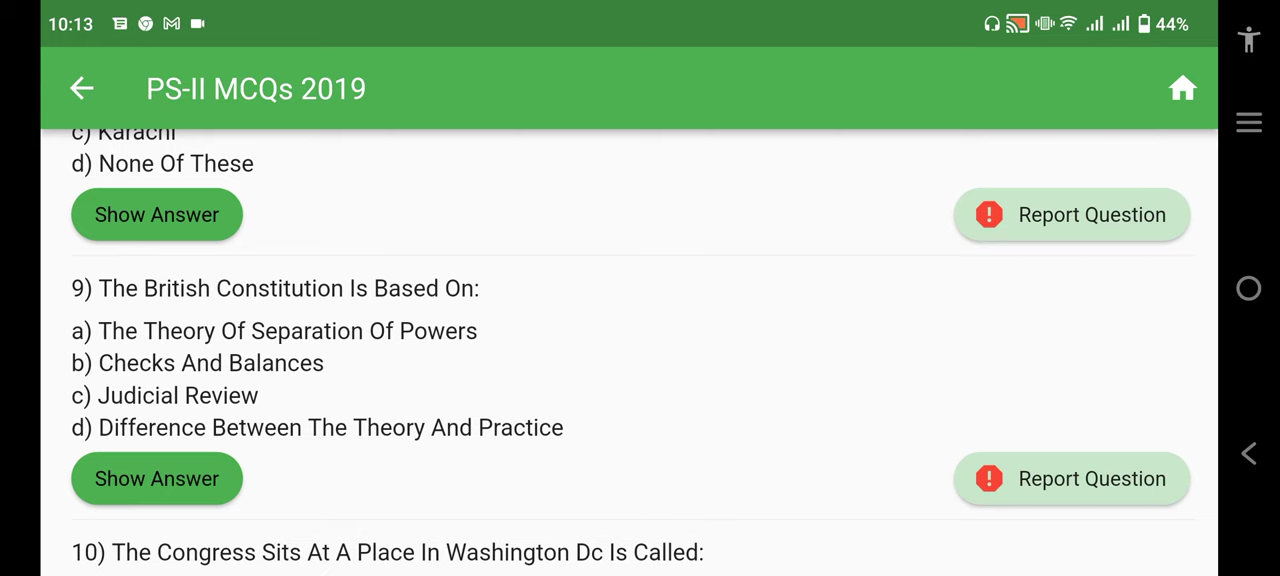 10:13
44%
PS-II MCQs 2019
c) Karachi
d) None Of These
Show Answer
Report Question
9) The British Constitution Is Based On:
a) The Theory Of Separation Of Powers
b) Checks And Balances
c) Judicial Review
d) Difference Between The Theory And Practice
Show Answer
Report Question
10) The Congress Sits At A Place In Washington Dc Is Called: